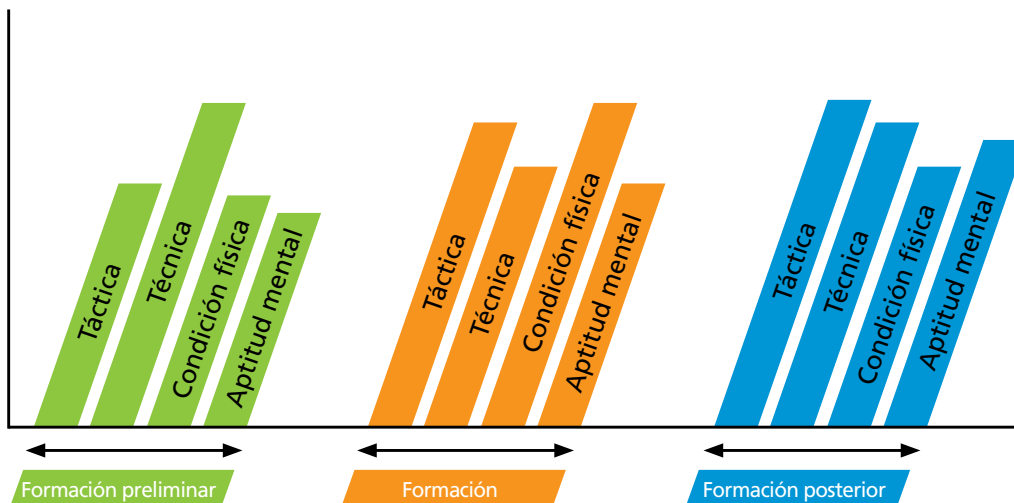 Táctica
Técnica
Condición física
Aptitud mental
Táctica
Técnica
Condición física
Aptitud mental
Táctica
Técnica
Condición física
Aptitud mental
Formación preliminar
Formación
Formación posterior